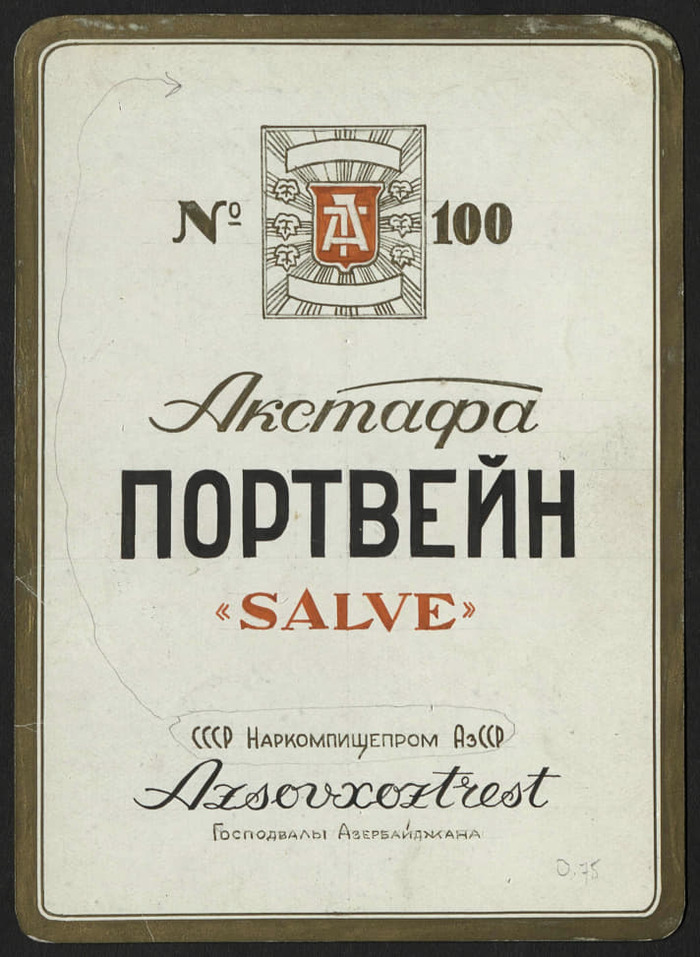 № 100
Акстафа
ПОРТВЕЙН
«SALVE»
СССР НАРКОМПИЩЕПРОМ АзССР
Azsovxoztrest
ГОСПОДВАЛЫ АЗЕРБАЙДЖАНА
0,75